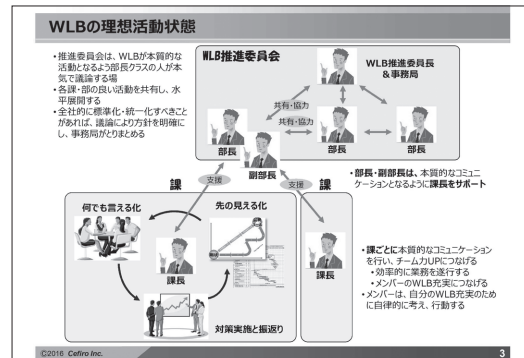 WLBの理想活動状態
・推進委員会は、WLBが本質的な
活動となるよう部長クラスの人が本
気で議論する場
・各課・部の良い活動を共有し、水
平展開する
・全社的に標準化・統一化すべきこと
があれば、議論により方針を明確に
し、事務局がとりまとめる
WLB推進委員会
WLB推進委員長
&事務局
共有・協力
共有・協力
部長
部長
部長
副部長
・部長・副部長は、本質的なコミュニ
ケーションとなるように課長をサポート
支援
支援
課
課
何でも言える化
先の見える化
課長
対策実施と振返り
課長
・課ごとに本質的なコミュニケーション
を行い、チーム力UPにつなげる
・効率的に業務を遂行する
・メンバーのWLB充実につなげる
・メンバーは、自分のWLB充実のため
に自律的に考え、行動する
©2016 Cefiro Inc.
3